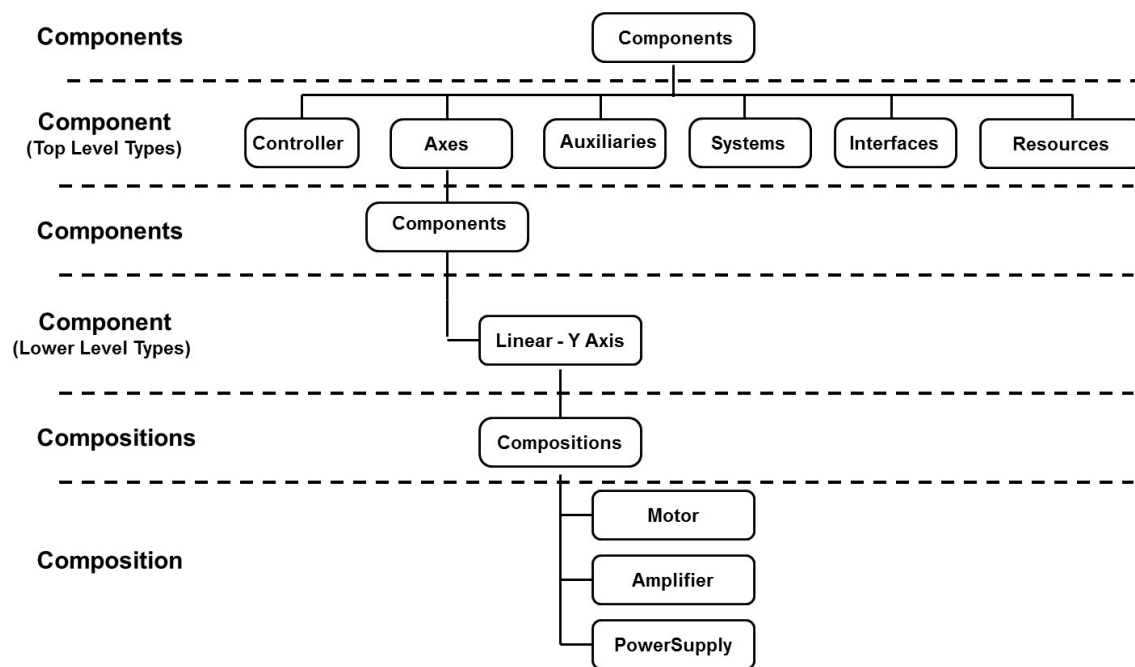 Components
Components
Component
(Top Level Types)
Controller
Axes
Auxiliaries
Systems
Interfaces
Resources
Components
Components
Component
(Lower Level Types)
Linear - Y Axis
Compositions
Compositions
Composition
Motor
Amplifier
PowerSupply